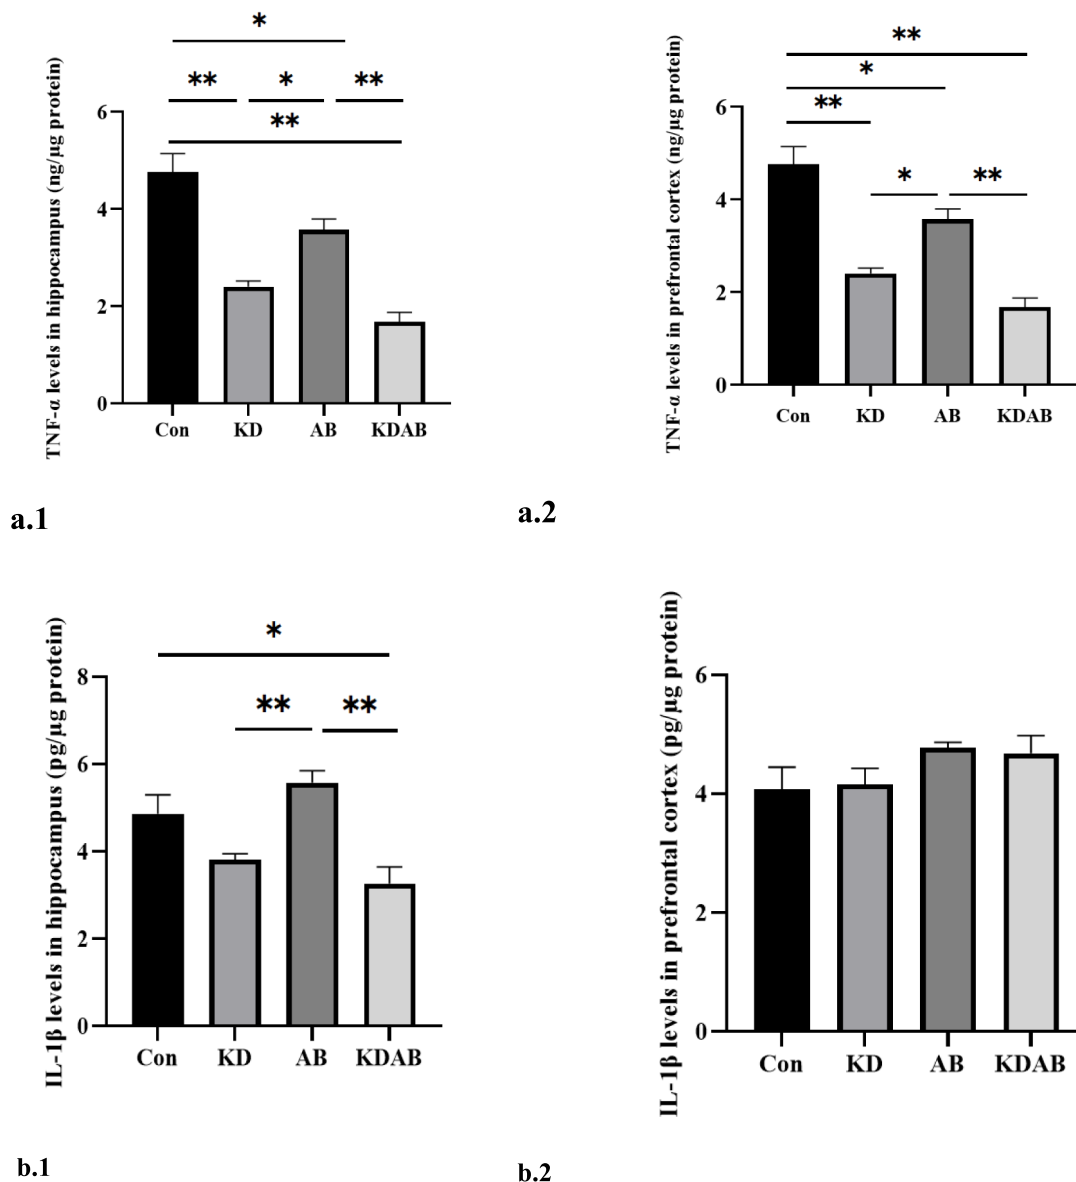 *
** * **
**
TNF-α levels in hippocampus (ng/μg protein)
6
4
2
0
Con KD AB KDAB
a.1
**
*
**
* **
TNF-α levels in prefrontal cortex (ng/μg protein)
6
4
2
0
Con KD AB KDAB
a.2
*
** **
IL-1β levels in hippocampus (pg/μg protein)
8
6
4
2
0
Con KD AB KDAB
b.1
IL-1β levels in prefrontal cortex (pg/μg protein)
6
4
2
0
Con KD AB KDAB
b.2